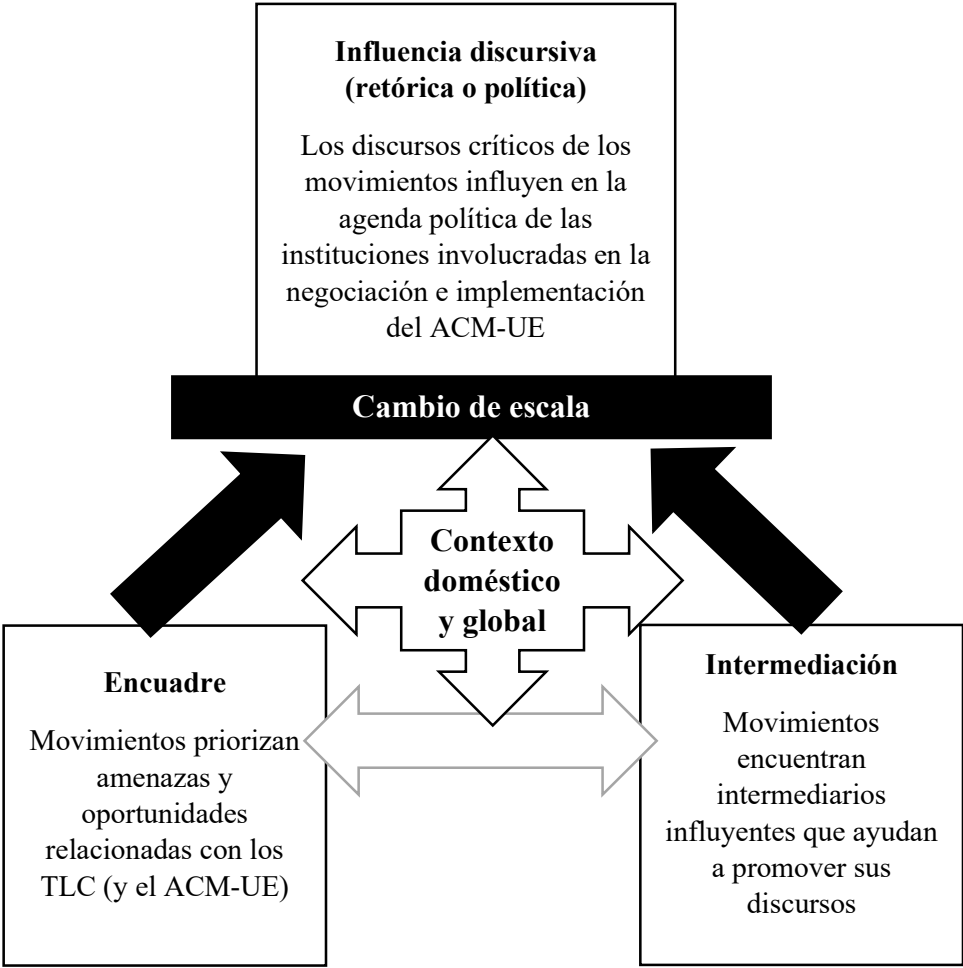 Influencia discursiva
(retórica o política)
Los discursos críticos de los
movimientos influyen en la
agenda política de las
instituciones involucradas en la
negociación e implementación
del ACM-UE
Cambio de escala
Contexto
doméstico
y global
Encuadre
Movimientos priorizan
amenazas y
oportunidades
relacionadas con los
TLC (y el ACM-UE)
Intermediación
Movimientos
encuentran
intermediarios
influyentes que ayudan
a promover sus
discursos